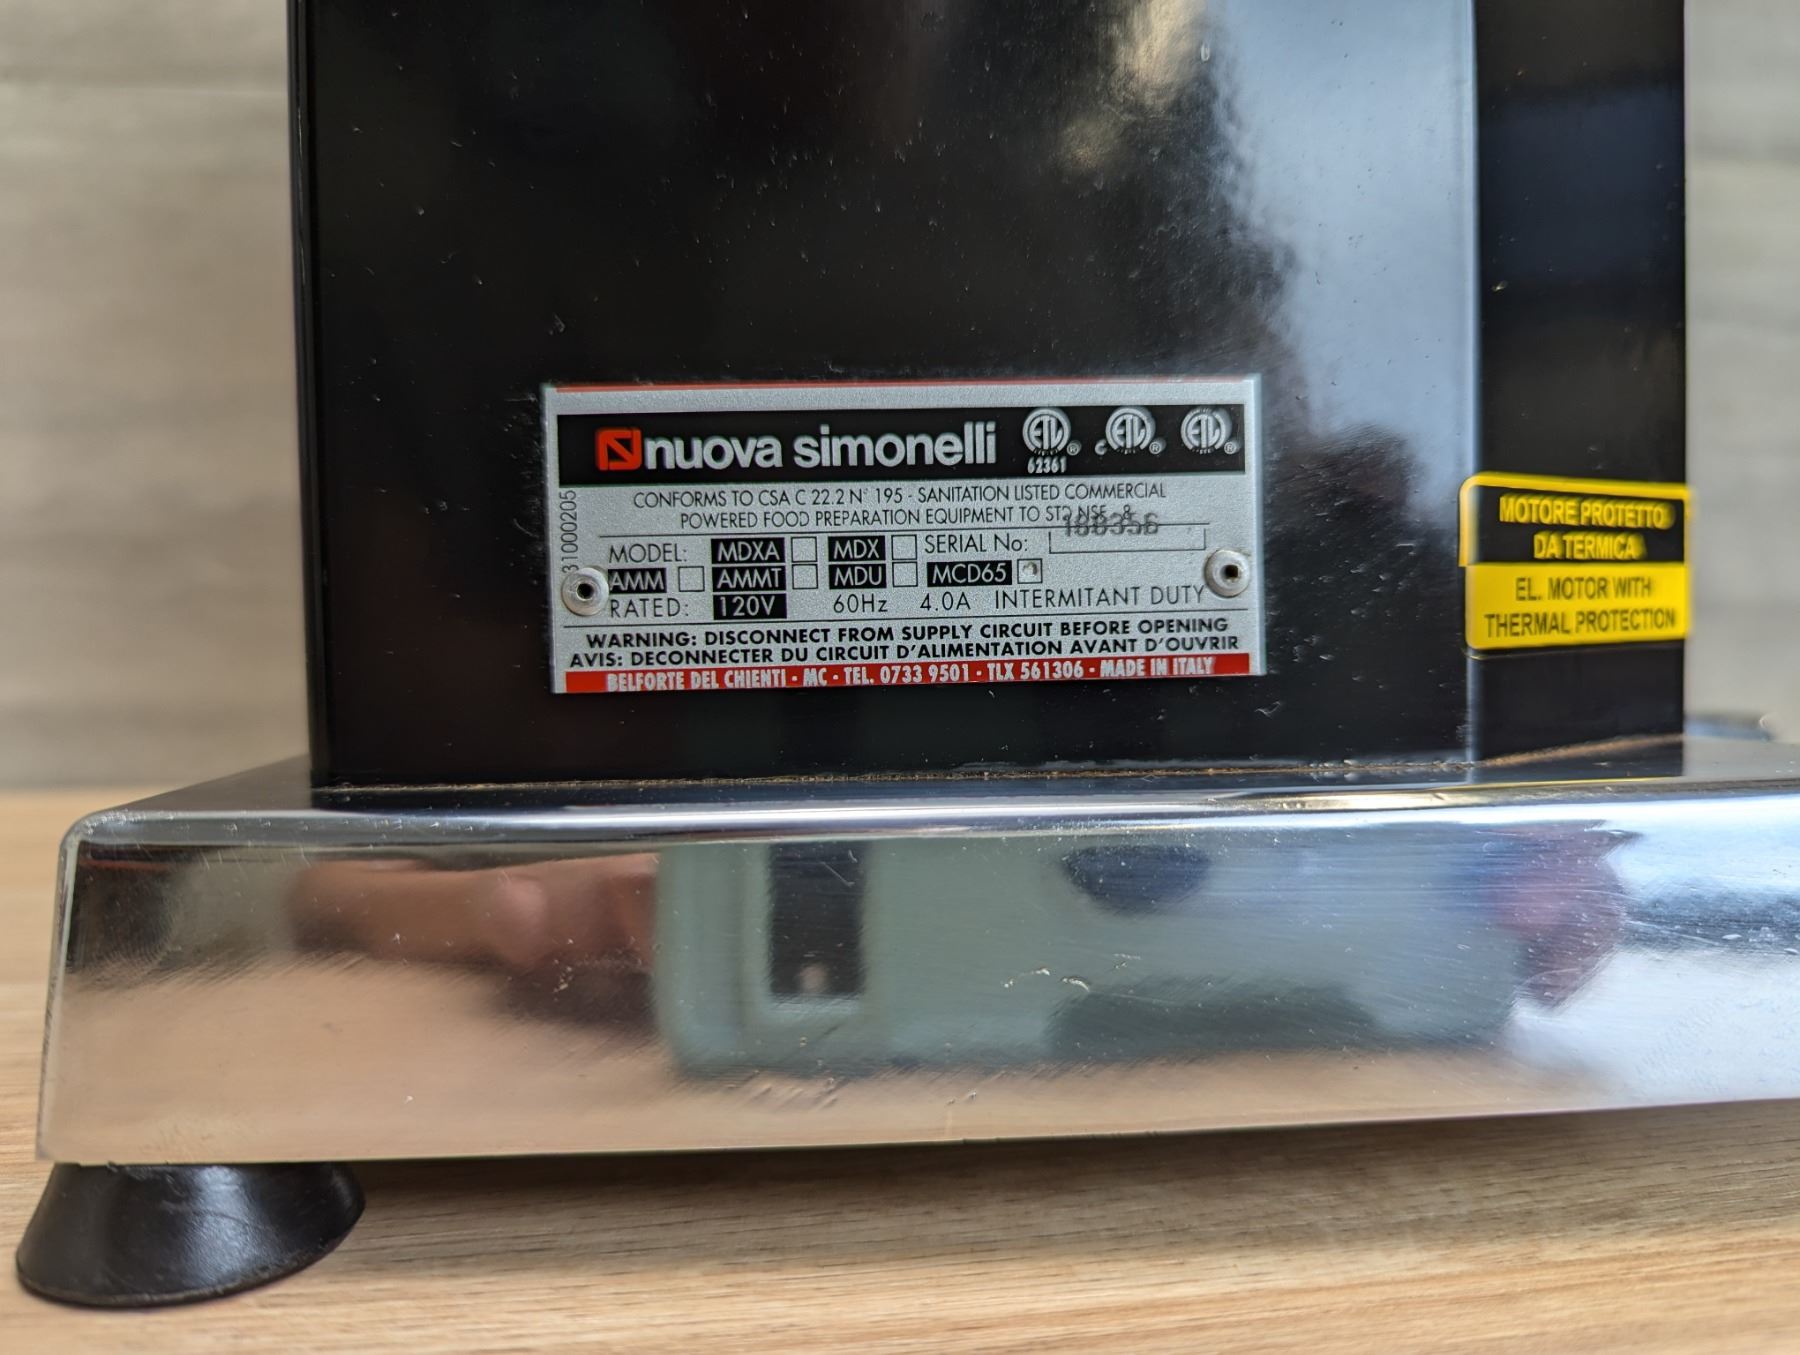 nuova simonelli
62361
CONFORMS TO CSA C 22.2 N° 195 - SANITATION LISTED COMMERCIAL
POWERED FOOD PREPARATION EQUIPMENT TO STD NSF 8
31000205
188356
MODEL: MDXA MDX SERIAL No:
AMM AMMT MDU MCD65
RATED: 120V 60Hz 4.0A INTERMITANT DUTY
WARNING: DISCONNECT FROM SUPPLY CIRCUIT BEFORE OPENING
AVIS: DECONNECTER DU CIRCUIT D'ALIMENTATION AVANT D'OUVRIR
BELFORTE DEL CHIENTI - MC - TEL. 0733 9501 - TLX 561306 - MADE IN ITALY
MOTORE PROTETTO
DA TERMICA
EL. MOTOR WITH
THERMAL PROTECTION